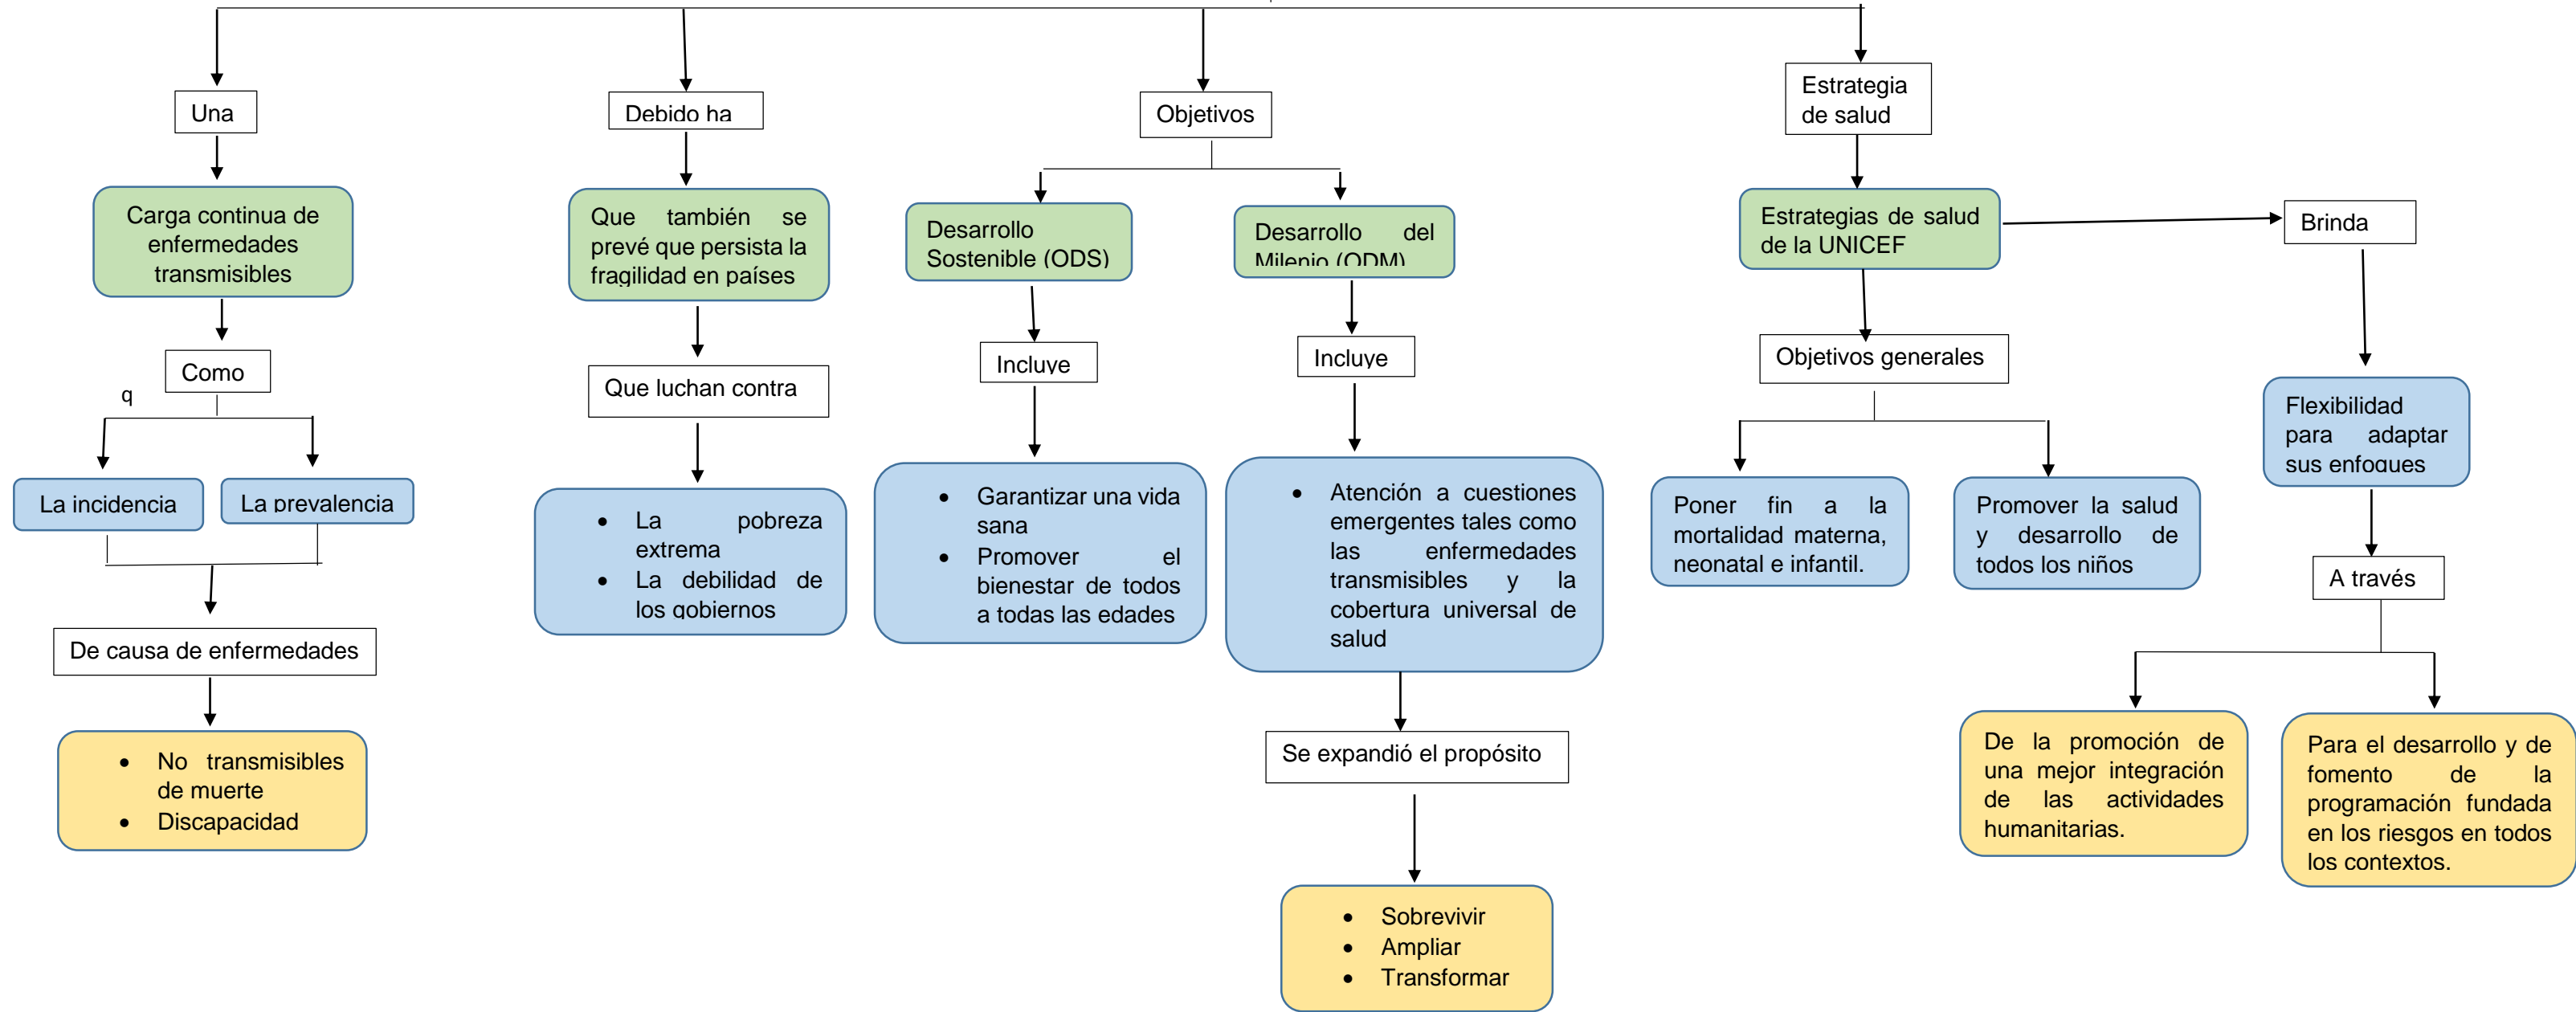 Una
Carga continua de
enfermedades
transmisibles
Como
q
La incidencia
La prevalencia
De causa de enfermedades
• No transmisibles
de muerte
• Discapacidad
Debido ha
Que también se
prevé que persista la
fragilidad en países
Que luchan contra
• La pobreza
extrema
• La debilidad de
los gobiernos
Objetivos
Desarrollo
Sostenible (ODS)
Incluye
• Garantizar una vida
sana
• Promover el
bienestar de todos
a todas las edades
Desarrollo del
Milenio (ODM)
Incluye
• Atención a cuestiones
emergentes tales como
las enfermedades
transmisibles y la
cobertura universal de
salud
Se expandió el propósito
• Sobrevivir
• Ampliar
• Transformar
Estrategia
de salud
Estrategias de salud
de la UNICEF
Objetivos generales
Poner fin a la
mortalidad materna,
neonatal e infantil.
Promover la salud
y desarrollo de
todos los niños
Brinda
Flexibilidad
para adaptar
sus enfoques
A través
De la promoción de
una mejor integración
de las actividades
humanitarias.
Para el desarrollo y de
fomento de la
programación fundada
en los riesgos en todos
los contextos.